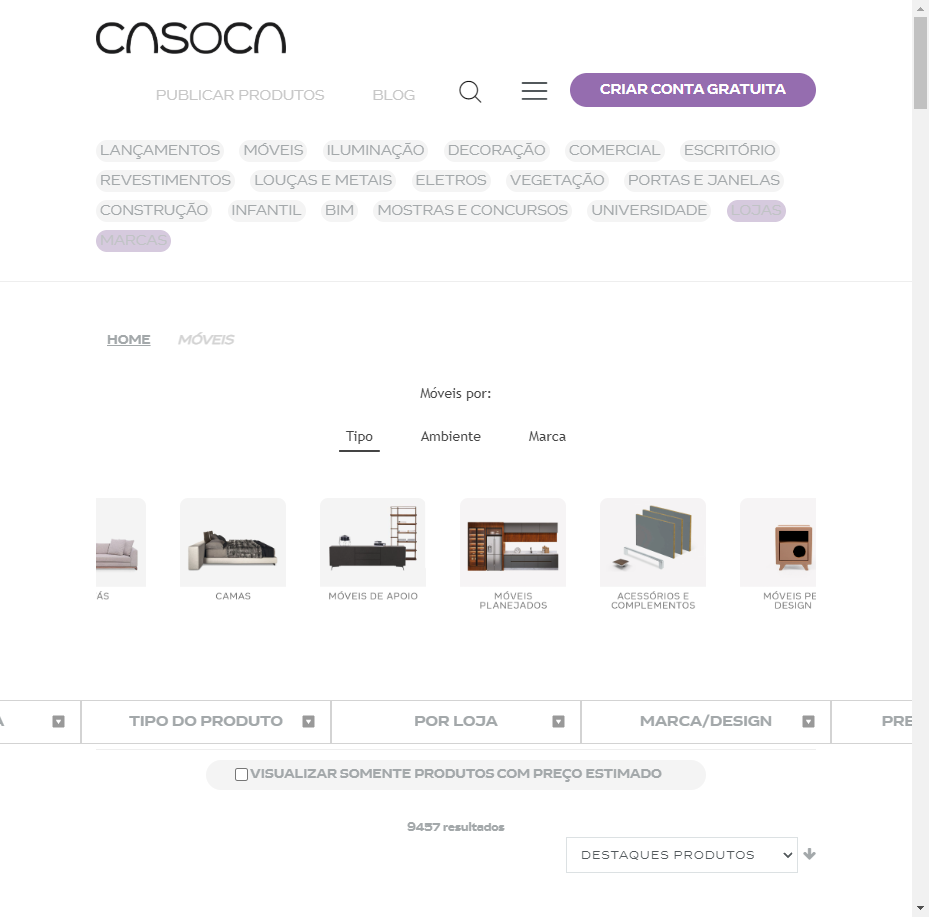 CASOCA
PUBLICAR PRODUTOS BLOG CRIAR CONTA GRATUITA
LANÇAMENTOS MÓVEIS ILUMINAÇÃO DECORAÇÃO COMERCIAL ESCRITÓRIO
REVESTIMENTOS LOUÇAS E METAIS ELETROS VEGETAÇÃO PORTAS E JANELAS
CONSTRUÇÃO INFANTIL BIM MOSTRAS E CONCURSOS UNIVERSIDADE LOJAS
MARCAS
HOME MÓVEIS
Móveis por:
Tipo Ambiente Marca
ÁS CAMAS MÓVEIS DE APOIO MÓVEIS ACESSÓRIOS E MÓVEIS PE
PLANEJADOS COMPLEMENTOS DESIGN
A TIPO DO PRODUTO POR LOJA MARCA/DESIGN PRE
VISUALIZAR SOMENTE PRODUTOS COM PREÇO ESTIMADO
9457 resultados
DESTAQUES PRODUTOS